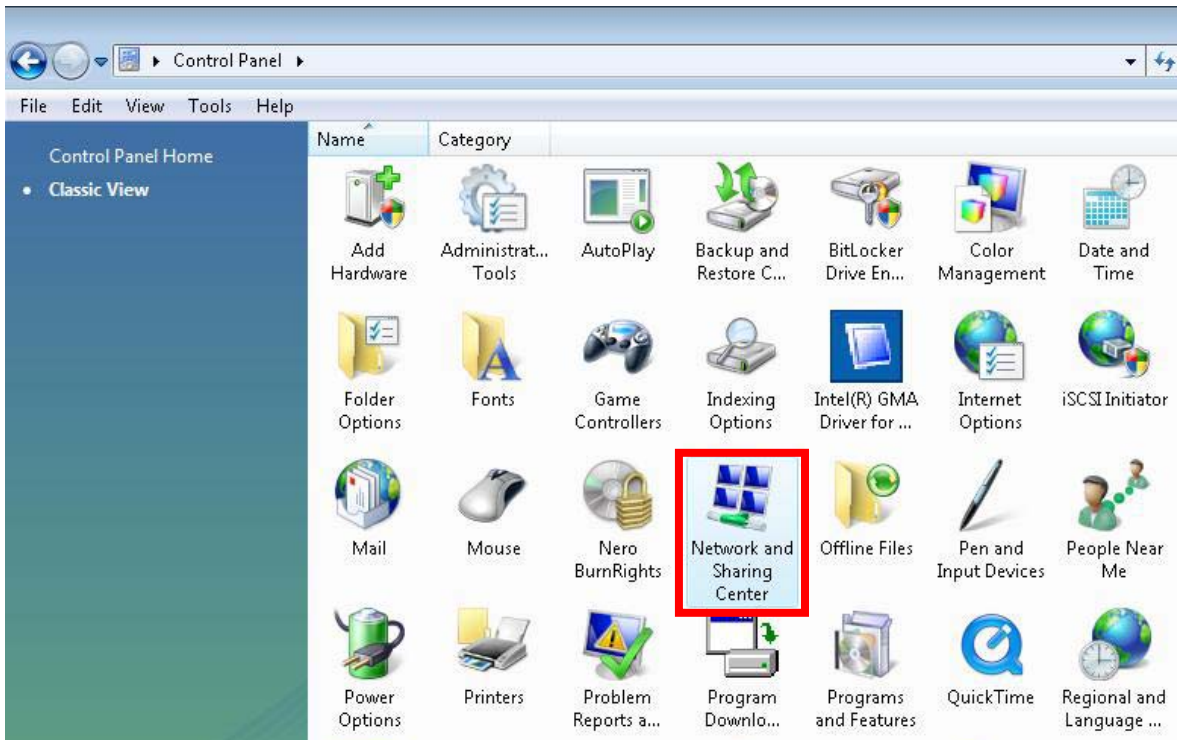 Control Panel
File Edit View Tools Help
Control Panel Home
Classic View
Name Category
Add Hardware
Administrat... Tools
AutoPlay
Backup and Restore C...
BitLocker Drive En...
Color Management
Date and Time
Folder Options
Fonts
Game Controllers
Indexing Options
Intel(R) GMA Driver for ...
Internet Options
iSCSI Initiator
Mail
Mouse
Nero BurnRights
Network and Sharing Center
Offline Files
Pen and Input Devices
People Near Me
Power Options
Printers
Problem Reports a...
Program Downlo...
Programs and Features
QuickTime
Regional and Language ...